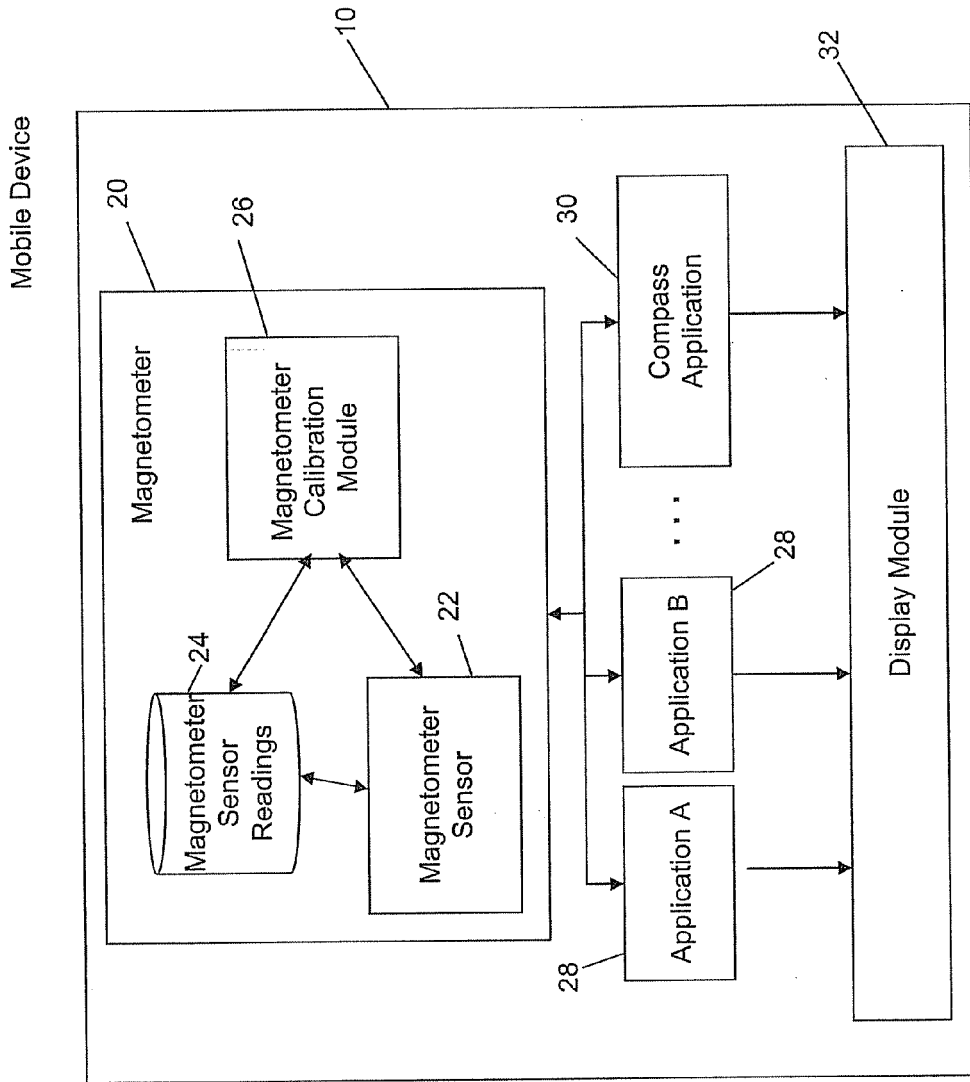 Mobile Device
10
20
Magnetometer
26
Magnetometer
Calibration
Module
24
Magnetometer
Sensor
Readings
22
Magnetometer
Sensor
28
Application A
Application B
28
. . .
30
Compass
Application
32
Display Module